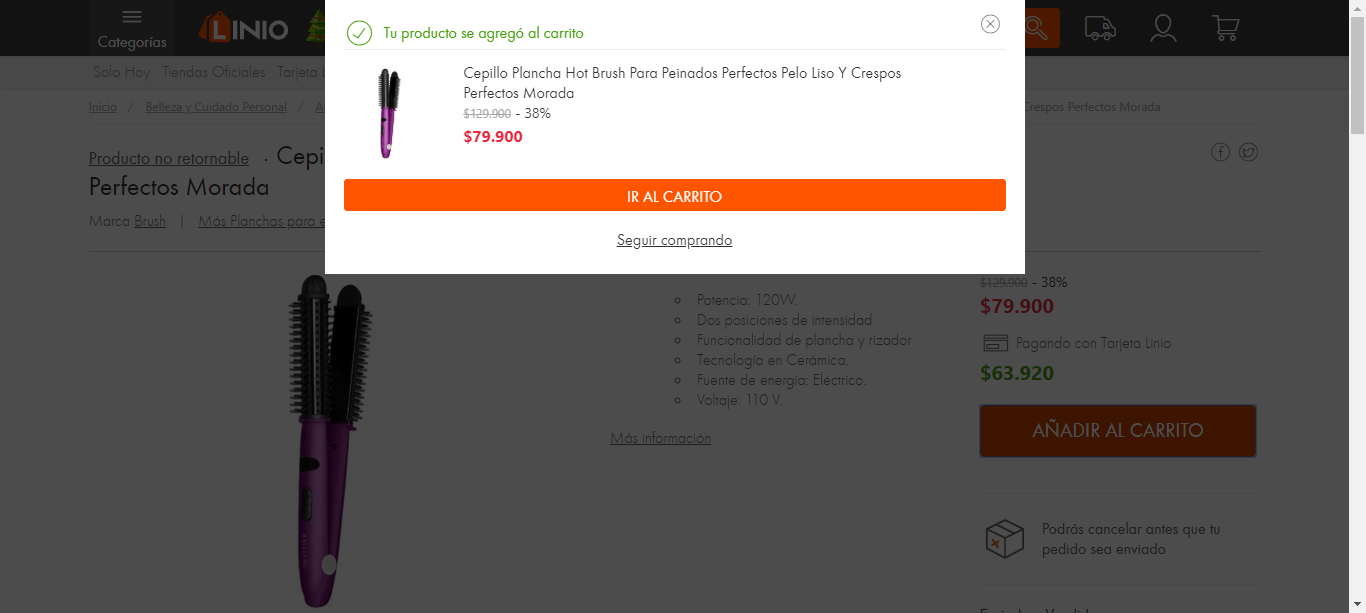 Categorías
LINIO
Tu producto se agregó al carrito
Solo Hoy Tiendas Oficiales Tarjeta
Cepillo Plancha Hot Brush Para Peinados Perfectos Pelo Liso Y Crespos
Perfectos Morada
$129.900 - 38%
$79.900
IR AL CARRITO
Seguir comprando
Inicio / Belleza y Cuidado Personal /
Crespos Perfectos Morada
Producto no retornable · Cepi
Perfectos Morada
Marca Brush | Más Planchas para
Potencia: 120W.
Dos posiciones de intensidad
Funcionalidad de plancha y rizador
Tecnología en Cerámica.
Fuente de energía: Eléctrico.
Voltaje: 110 V.
Más información
$129.900 - 38%
$79.900
Pagando con Tarjeta Linio
$63.920
AÑADIR AL CARRITO
Podrás cancelar antes que tu
pedido sea enviado